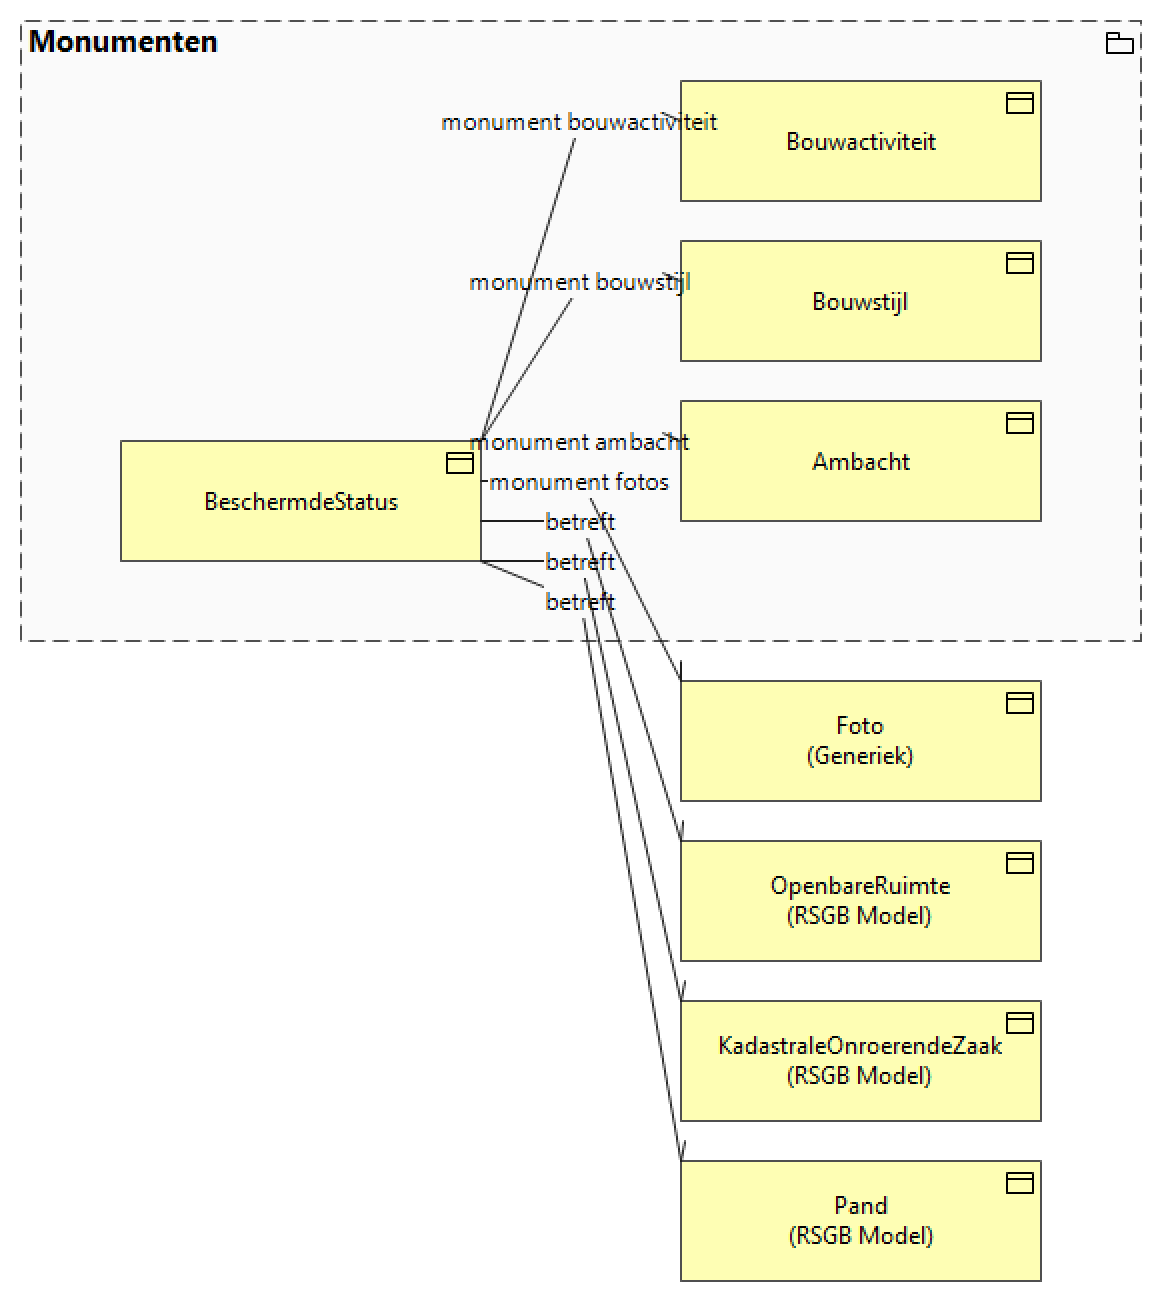 Monumenten
monument bouwactiviteit
Bouwactiviteit
monument bouwstijl
Bouwstijl
monument ambacht
Ambacht
monument fotos
BeschermdeStatus
betreft
betreft
betreft
Foto
(Generiek)
OpenbareRuimte
(RSGB Model)
KadastraleOnroerendeZaak
(RSGB Model)
Pand
(RSGB Model)